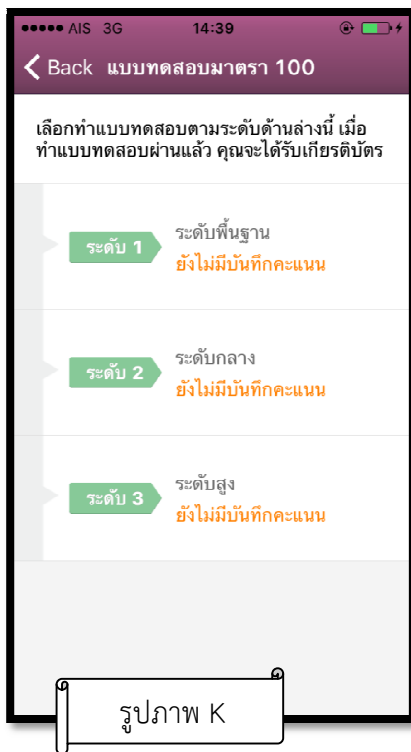 AIS 3G 14:39
Back แบบทดสอบมาตรา 100
เลือกทำแบบทดสอบตามระดับด้านล่างนี้ เมื่อ
ทำแบบทดสอบผ่านแล้ว คุณจะได้รับเกียรติบัตร
ระดับ 1
ระดับพื้นฐาน
ยังไม่มีบันทึกคะแนน
ระดับ 2
ระดับกลาง
ยังไม่มีบันทึกคะแนน
ระดับ 3
ระดับสูง
ยังไม่มีบันทึกคะแนน
รูปภาพ K